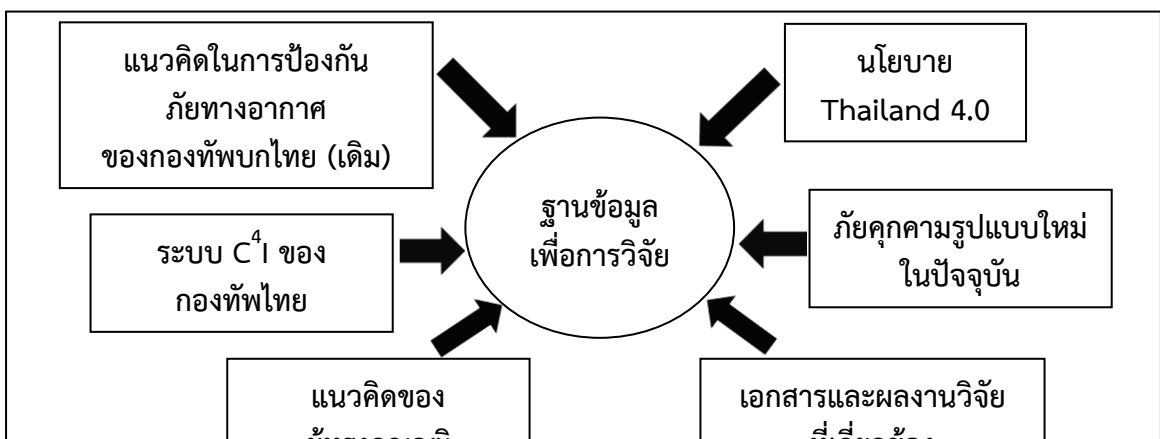 แนวคิดในการป้องกัน
ภัยทางอากาศ
ของกองทัพบกไทย (เดิม)
นโยบาย
Thailand 4.0
ฐานข้อมูล
เพื่อการวิจัย
ระบบ C⁴I ของ
กองทัพไทย
ภัยคุกคามรูปแบบใหม่
ในปัจจุบัน
แนวคิดของ
เอกสารและผลงานวิจัย